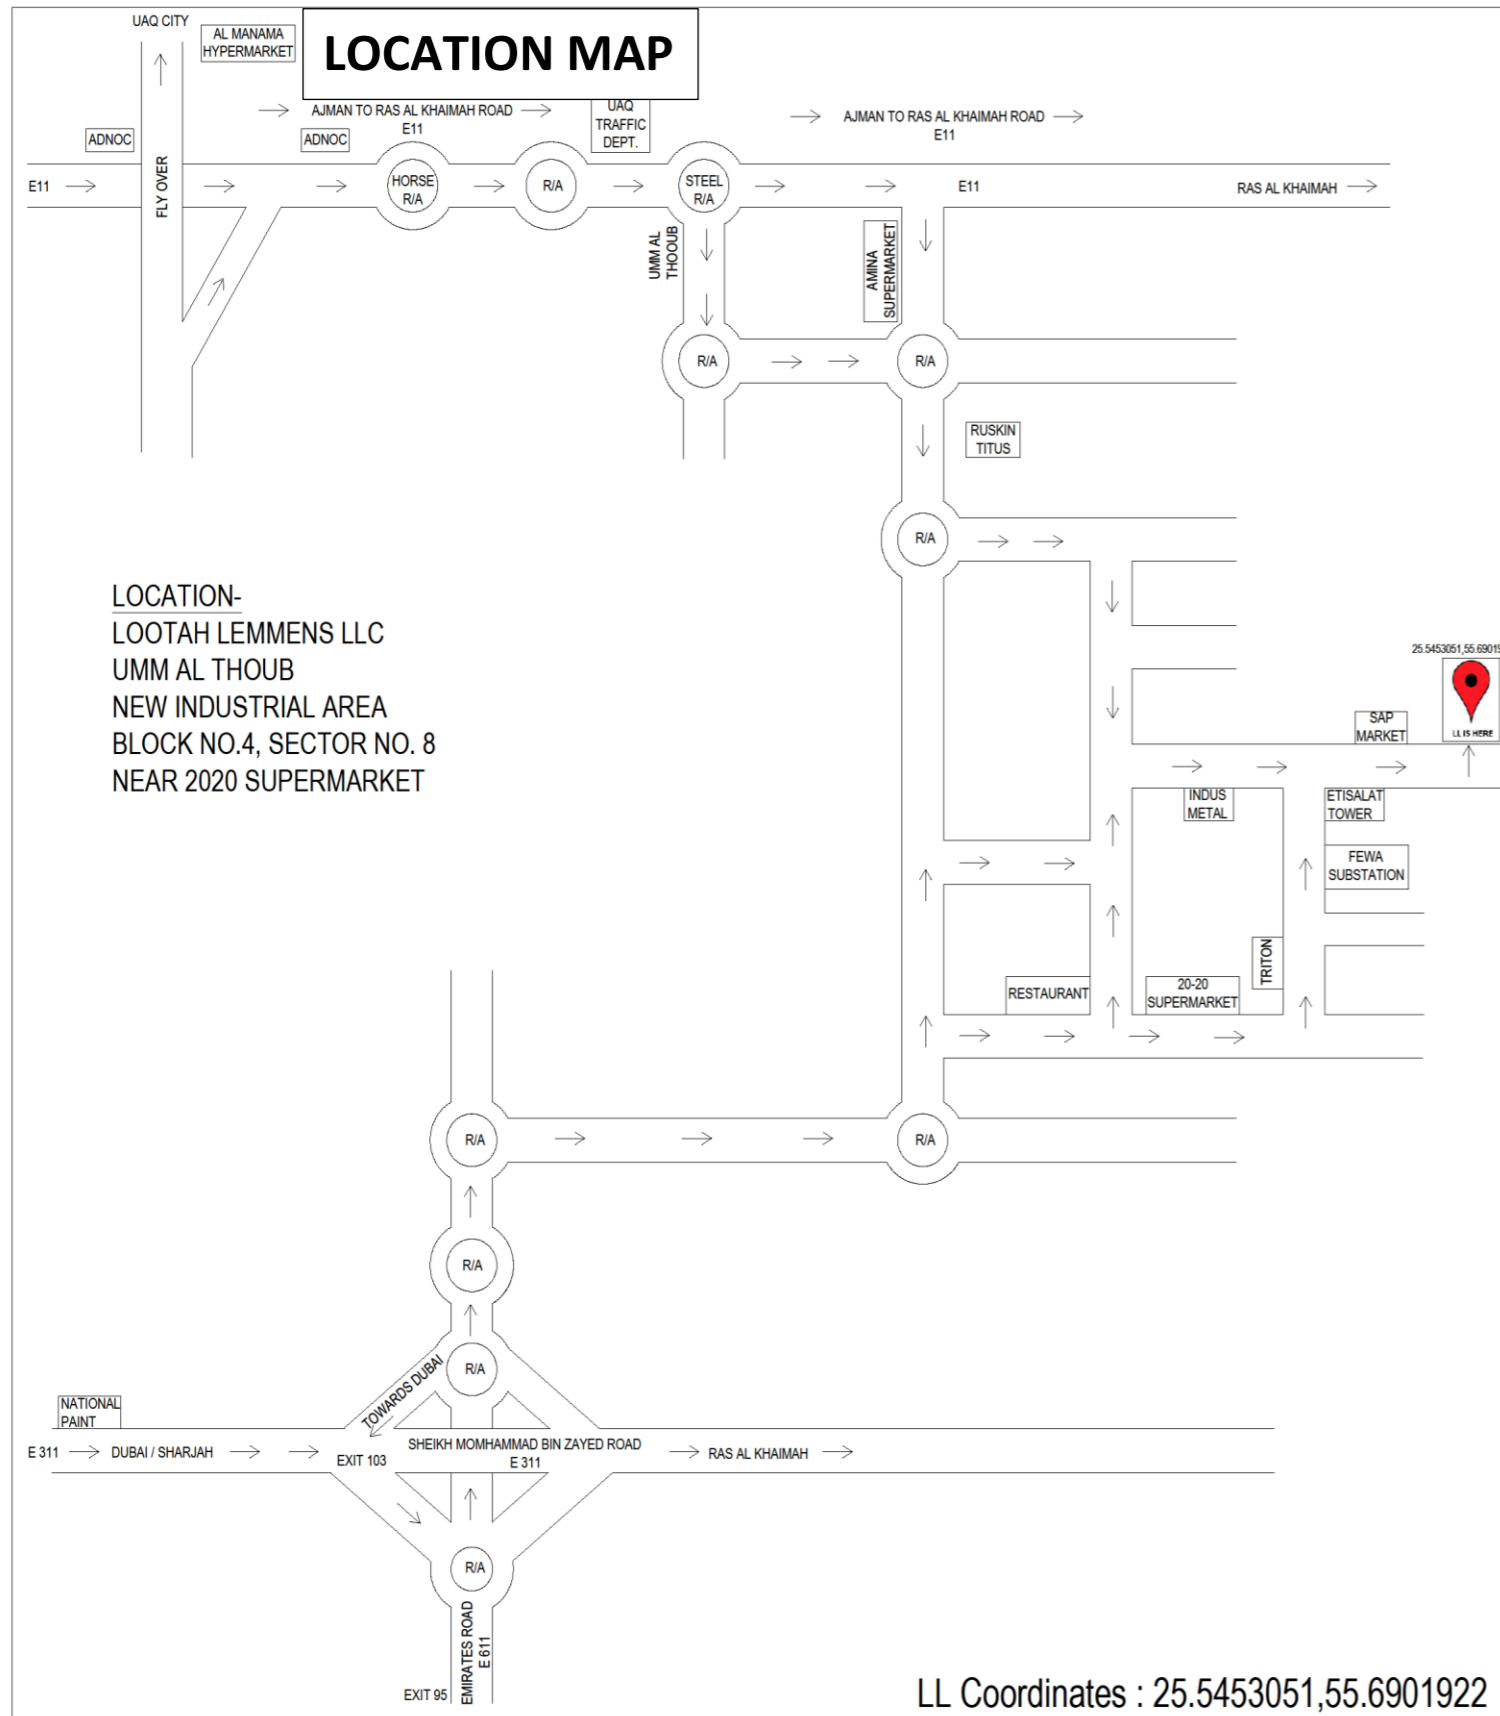 UAQ CITY
AL MANAMA
HYPERMARKET
LOCATION MAP
AJMAN TO RAS AL KHAIMAH ROAD
E11
UAQ
TRAFFIC
DEPT.
AJMAN TO RAS AL KHAIMAH ROAD
E11
ADNOC
ADNOC
E11
FLY OVER
HORSE
R/A
R/A
STEEL
R/A
E11
RAS AL KHAIMAH
UMM AL
THOOUB
AMINA
SUPERMARKET
R/A
R/A
RUSKIN
TITUS
R/A
LOCATION-
LOOTAH LEMMENS LLC
UMM AL THOUB
NEW INDUSTRIAL AREA
BLOCK NO.4, SECTOR NO. 8
NEAR 2020 SUPERMARKET
25.5453051,55.69019
LL IS HERE
SAP
MARKET
INDUS
METAL
ETISALAT
TOWER
FEWA
SUBSTATION
TRITON
RESTAURANT
20-20
SUPERMARKET
R/A
R/A
R/A
R/A
TOWARDS DUBAI
NATIONAL
PAINT
E 311
DUBAI / SHARJAH
EXIT 103
SHEIKH MOMHAMMAD BIN ZAYED ROAD
E 311
RAS AL KHAIMAH
R/A
EMIRATES ROAD
E 611
EXIT 95
LL Coordinates : 25.5453051,55.6901922